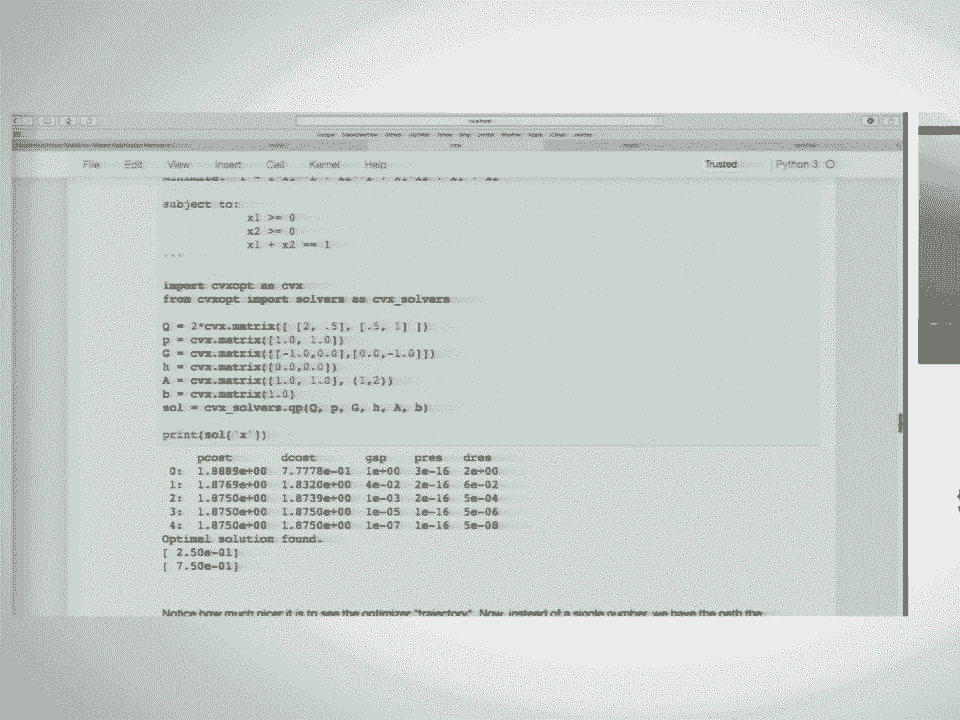 localhost
File Edit View Insert Cell Kernel Help Trusted Python 3
subject to:
x1 >= 0
x2 >= 0
x1 + x2 == 1
import cvxopt as cvx
from cvxopt import solvers as cvx_solvers
Q = 2*cvx.matrix([ [2, .5], [.5, 1] ])
p = cvx.matrix([1.0, 1.0])
G = cvx.matrix([[-1.0,0.0],[0.0,-1.0]])
h = cvx.matrix([0.0,0.0])
A = cvx.matrix([1.0, 1.0], (1,2))
b = cvx.matrix(1.0)
sol = cvx_solvers.qp(Q, p, G, h, A, b)
print(sol['x'])
pcost dcost gap pres dres
0: 1.8889e+00 7.7778e-01 1e+00 3e-16 2e+00
1: 1.8769e+00 1.8320e+00 4e-02 2e-16 6e-02
2: 1.8750e+00 1.8739e+00 1e-03 2e-16 5e-04
3: 1.8750e+00 1.8750e+00 1e-05 1e-16 5e-06
4: 1.8750e+00 1.8750e+00 1e-07 1e-16 5e-08
Optimal solution found.
[ 2.50e-01]
[ 7.50e-01]
Notice how much nicer it is to see the optimizer "trajectory". Now, instead of a single number, we have the path the